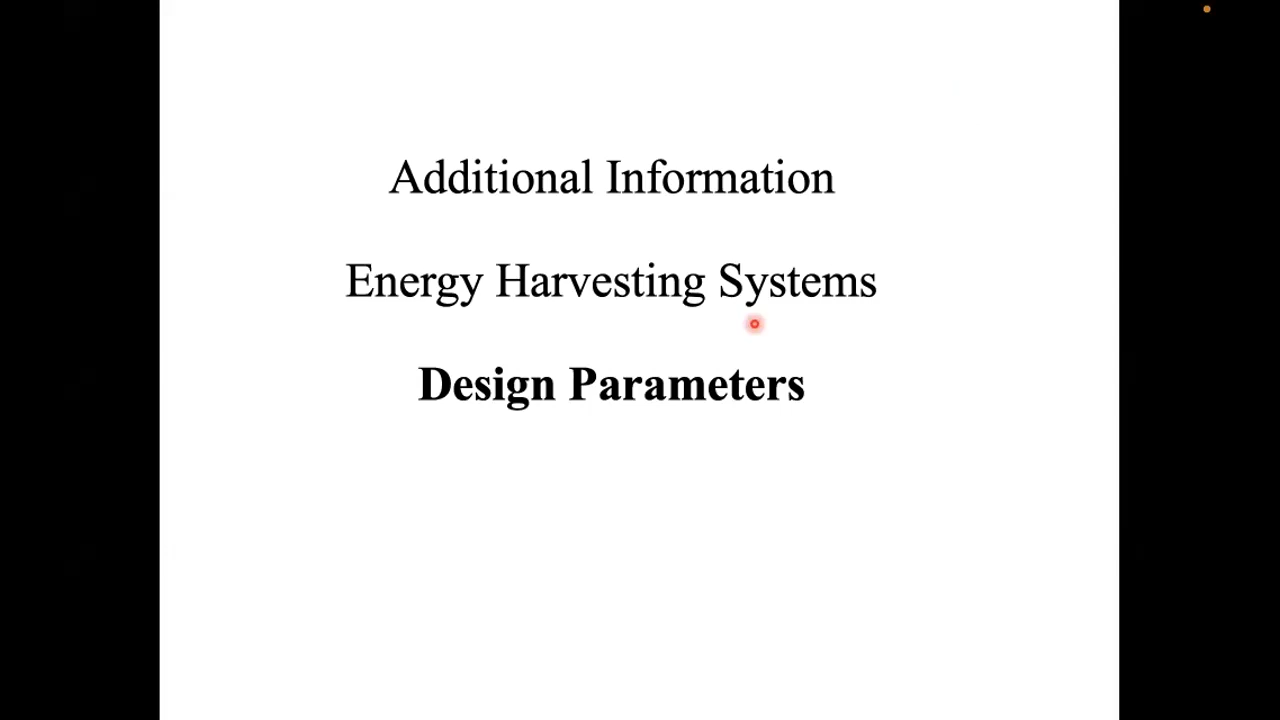 Additional Information
Energy Harvesting Systems
Design Parameters